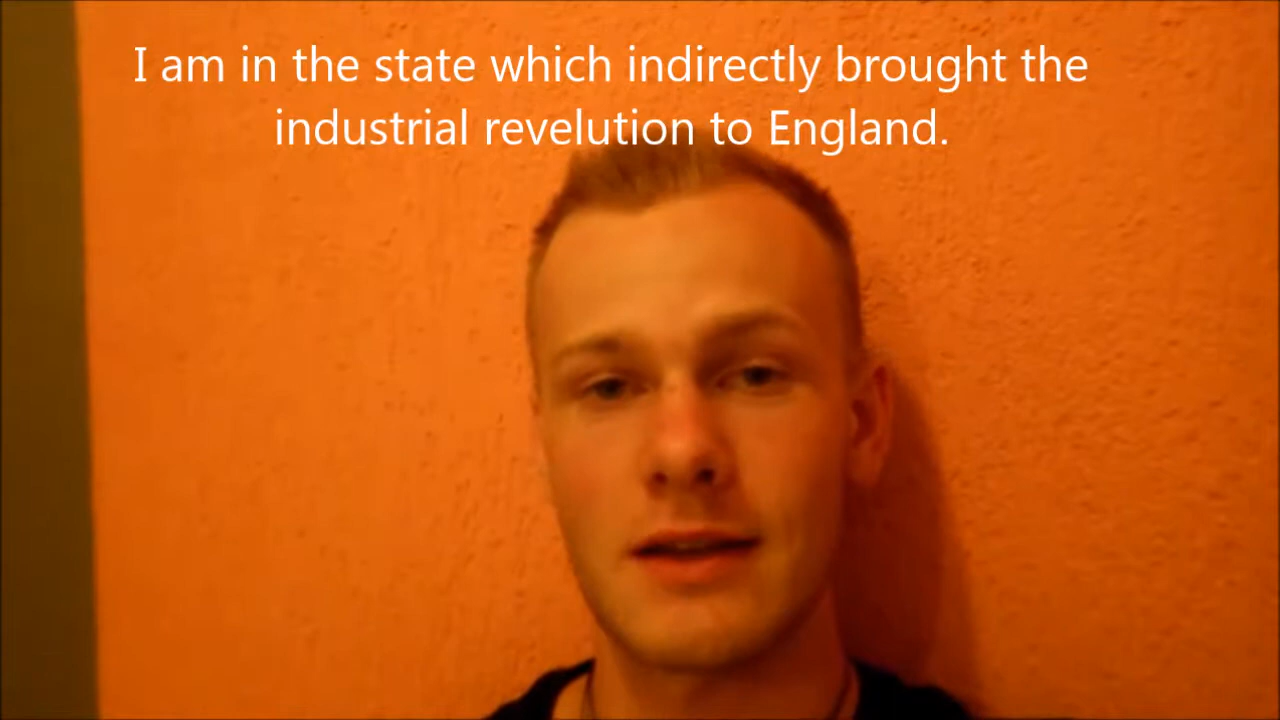 I am in the state which indirectly brought the
industrial revelution to England.